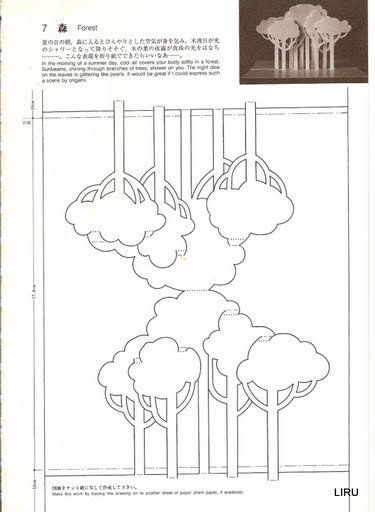 7 森 Forest
夏の日の朝、森に入るとひんやりとした空気が身を包み、木洩日が光
のシャワーとなって降りそそぐ、木の葉の夜露が真珠の光をはなち
………。こんな表現を折り紙でできたらいいなあ――。
In the morning of a summer day, cool air covers your body softly in a forest.
Sunbeams, shining through branches of trees, shower on you. The night dew
on the leaves is glittering like pearls. It would be great if I could express such
a scene by origami.
10cm
17.4cm
10cm
図面をケント紙に写して作成して下さい。
Make this work by tracing this drawing on to another sheet of paper (Kent paper, if available).
LIRU